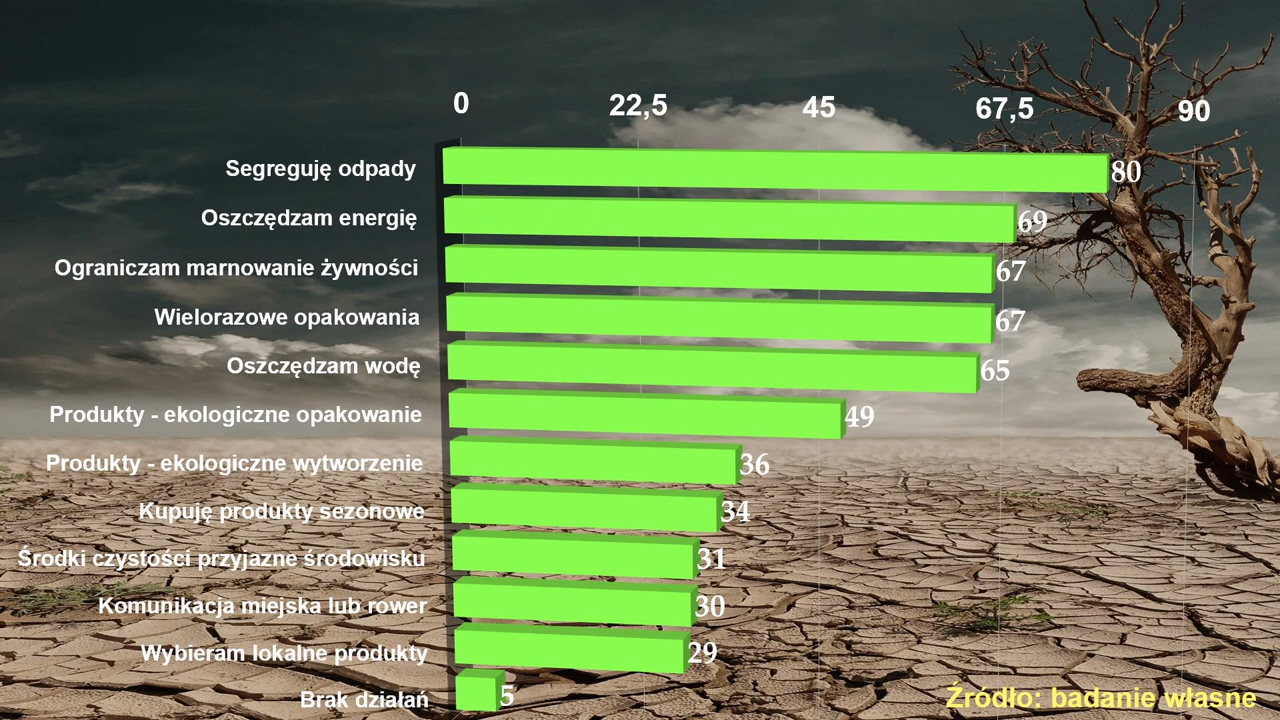 0 22,5 45 67,5 90
Segreguję odpady 80
Oszczędzam energię 69
Ograniczam marnowanie żywności 67
Wielorazowe opakowania 67
Oszczędzam wodę 65
Produkty - ekologiczne opakowanie 49
Produkty - ekologiczne wytworzenie 36
Kupuję produkty sezonowe 34
Środki czystości przyjazne środowisku 31
Komunikacja miejska lub rower 30
Wybieram lokalne produkty 29
Brak działań 5
Źródło: badanie własne